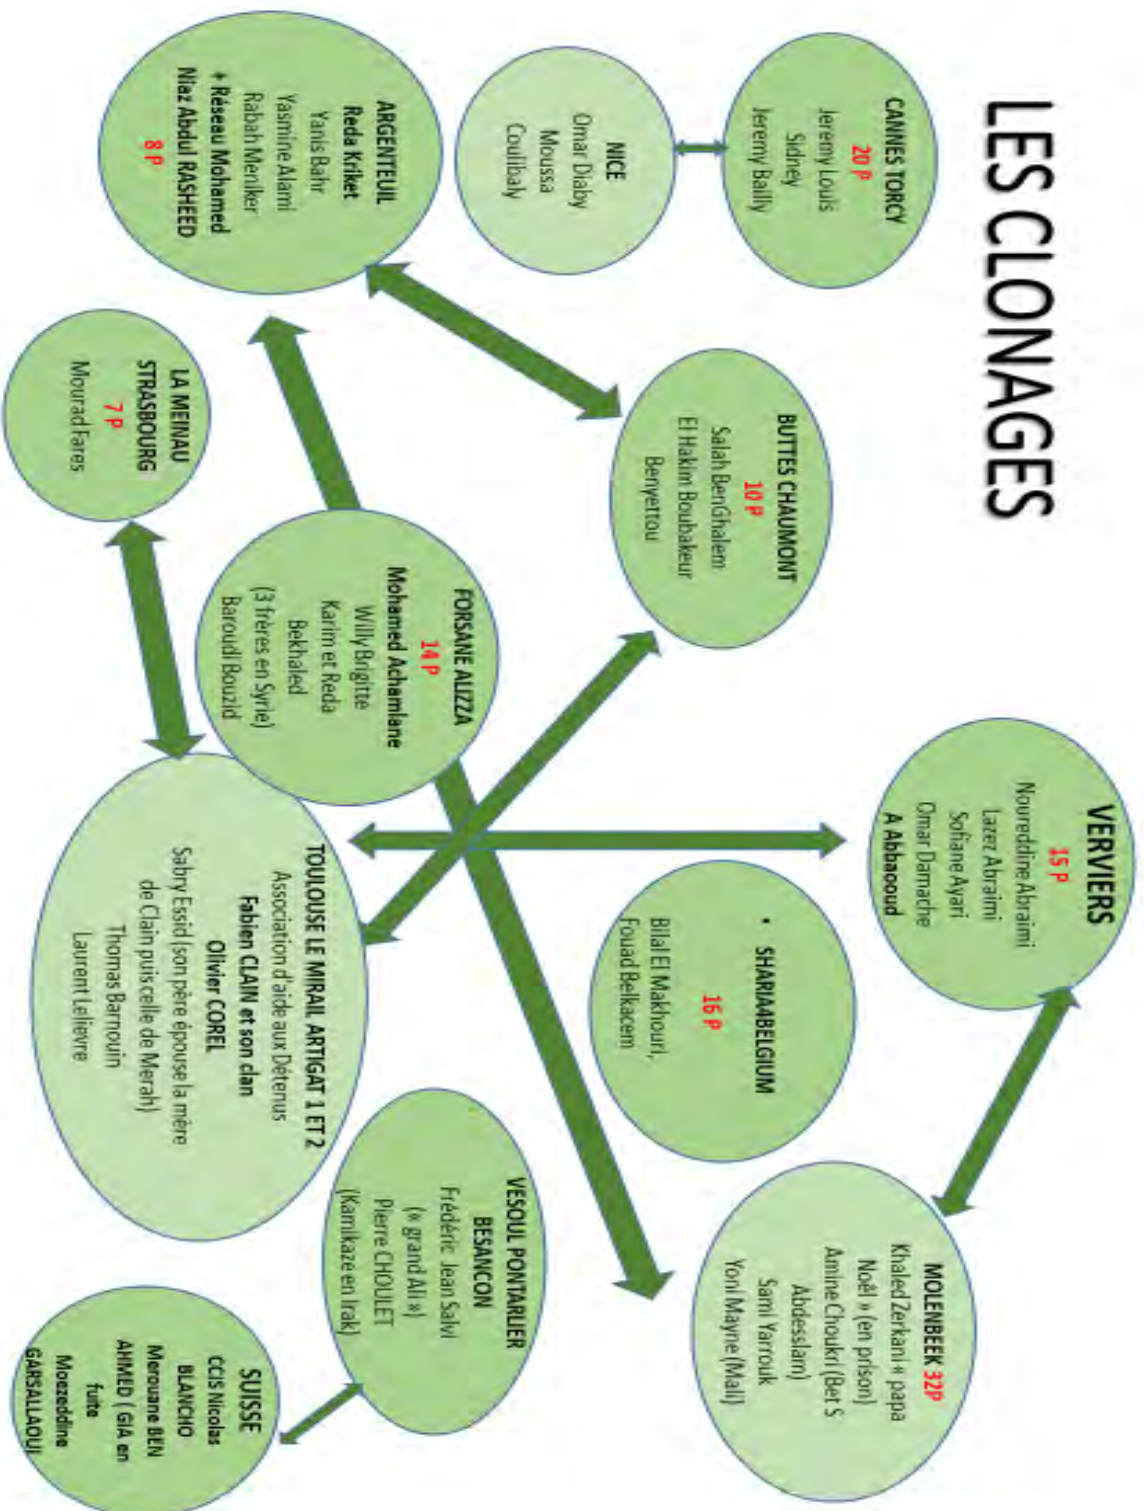 LES CLONAGES
CANNES TORCY
20 P
Jeremy Louis
Sidney
Jeremy Bailly
VERVIERS
15 P
Noureddine Abraimi
Lazez Abraimi
Sofiane Ayari
Omar Damache
A Abbaooud
BUTTES CHAUMONT
10 P
Salah BenGhalem
El Hakim Boubakeur
Benyettou
• SHARIA4BELGIUM
16 P
Bilal El Makhouri,
Fouad Belkacem
MOLENBEEK 32P
Khaled Zerkani « papa
Noël » (en prison)
Amine Choukri (Bet S
Abdesslam)
Sami Yarrouk
Yoni Mayne (Mali)
NICE
Omar Diaby
Moussa
Coulibaly
FORSANE ALIZZA
14 P
Mohamed Achamlane
Willy Brigitte
Karim et Reda
Bekhaled
(3 frères en Syrie)
Baroudi Bouzid
VESOUL PONTARLIER
BESANCON
Frédéric Jean Salvi
(« grand Ali »)
Pierre CHOULET
(Kamikaze en Irak)
ARGENTEUIL
Reda Kriket
Yanis Bahr
Yasmine Alami
Rabah Meniker
+ Réseau Mohamed
Niaz Abdul RASHEED
8 P
TOULOUSE LE MIRAIL ARTIGAT 1 ET 2
Association d'aide aux Détenus
Fabien CLAIN et son clan
Olivier COREL
Sabry Essid (son père épouse la mère
de Clain puis celle de Merah)
Thomas Barnouin
Laurent Lelievre
LA MEINAU
STRASBOURG
7 P
Mourad Fares
SUISSE
CCIS Nicolas
BLANCHO
Merouane BEN
AHMED ( GIA en
fuite
Moezeddine
GARSALLAOUI